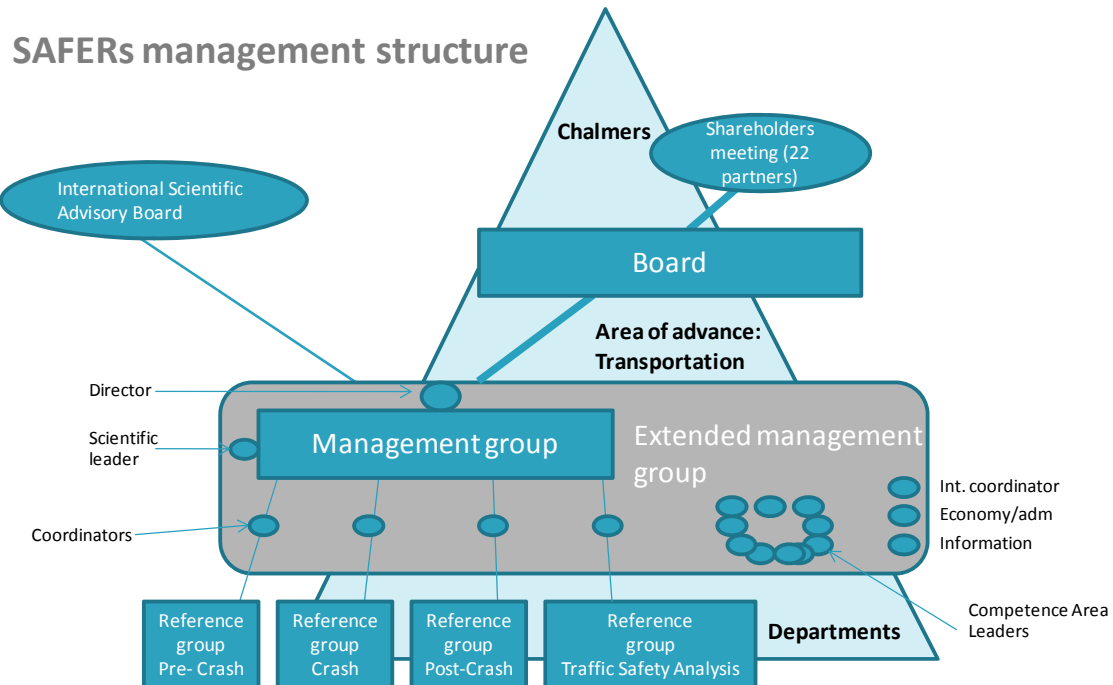 SAFERs management structure
Chalmers
Shareholders
meeting (22
partners)
International Scientific
Advisory Board
Board
Area of advance:
Transportation
Director
Scientific
leader
Management group
Extended management
group
Coordinators
Int. coordinator
Economy/adm
Information
Competence Area
Leaders
Reference
group
Pre- Crash
Reference
group
Crash
Reference
group
Post-Crash
Reference
group
Traffic Safety Analysis
Departments